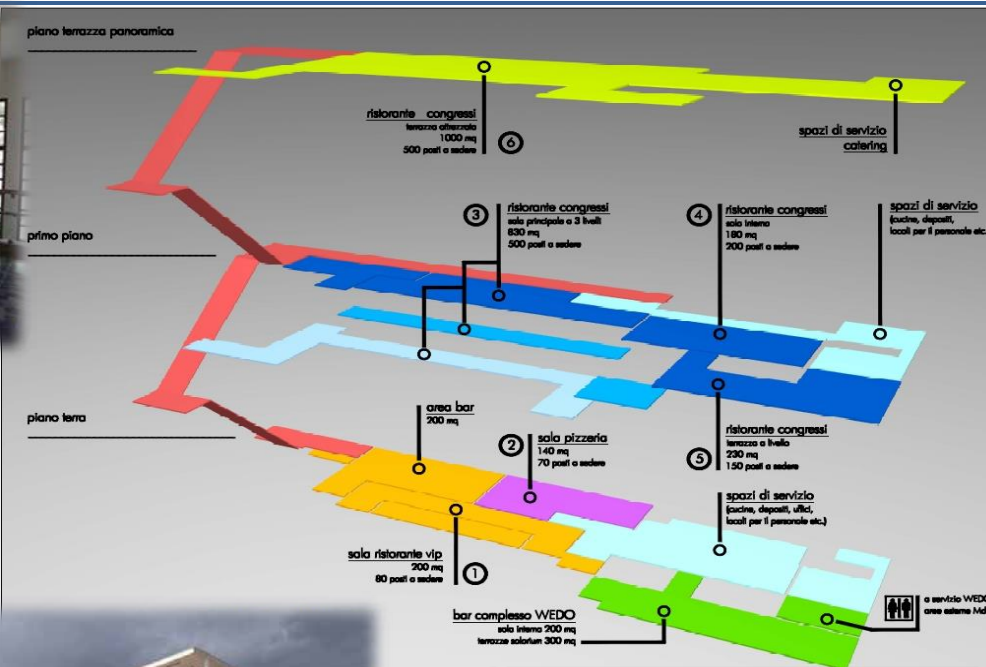 piano terrazza panoramica
ristorante congressi
terrazza attrezzata
1000 mq
500 posti a sedere
6
spazi di servizio
catering
primo piano
3
ristorante congressi
sala principale a 3 livelli
830 mq
500 posti a sedere
4
ristorante congressi
sala interna
180 mq
200 posti a sedere
spazi di servizio
(cucine, depositi,
locali per il personale etc.
piano terra
area bar
200 mq
2
sala pizzeria
140 mq
70 posti a sedere
5
ristorante congressi
terrazza a livello
230 mq
150 posti a sedere
spazi di servizio
(cucine, depositi, uffici,
locali per il personale etc.)
sala ristorante vip
200 mq
80 posti a sedere
1
bar complesso WEDO
sala interna 200 mq
terrazze solarium 300 mq
a servizio WEDO
aree esterne